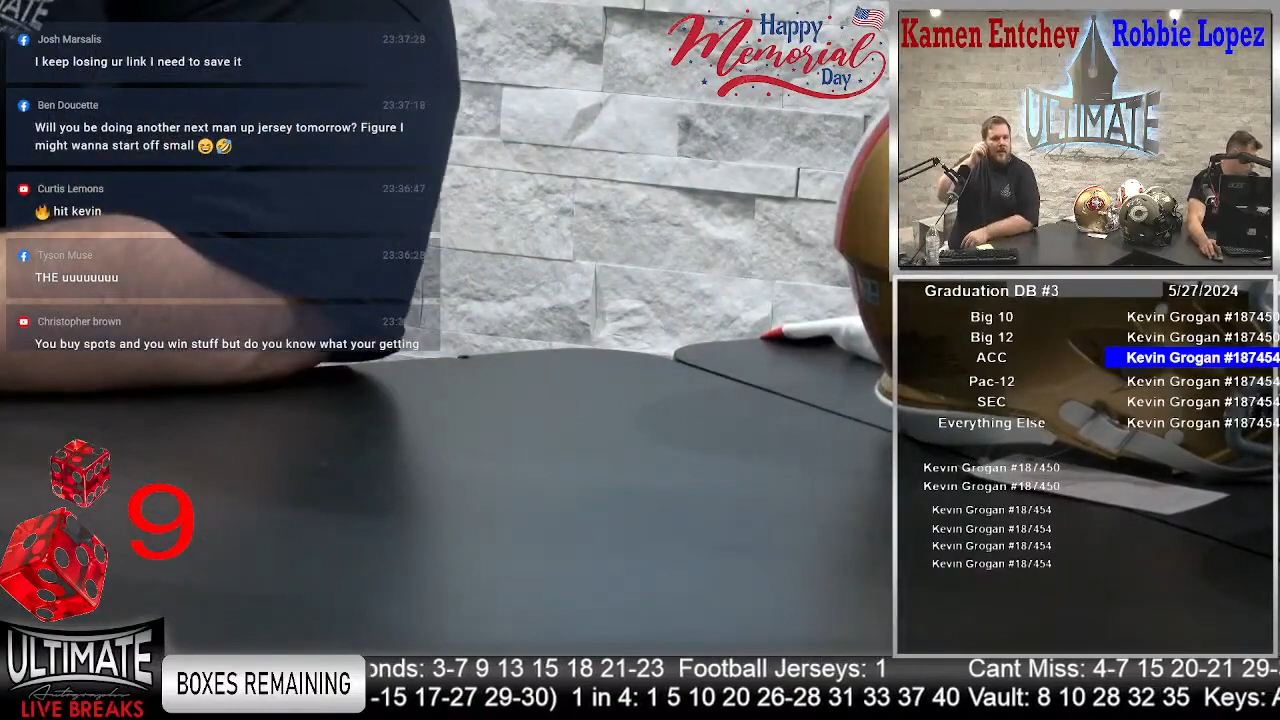 Josh Mallard 23:37:29
I keep losing ur link I need to save it
Ben Doucette 23:37:18
Will you be doing another next man up jersey tomorrow? Figure I
might wanna start off small 😄🤣
Curtis Lemons 23:36:47
🔥 hit kevin
Tyson Muse 23:36:28
THE uuuuuuuu
Christopher brown
You buy spots and you win stuff but do you know what your getting
Happy
Memorial
Day
Kamen Entchev Robbie Lopez
ULTIMATE
acer
Graduation DB #3 5/27/2024
Big 10 Kevin Grogan #187450
Big 12 Kevin Grogan #187450
ACC Kevin Grogan #187454
Pac-12 Kevin Grogan #187454
SEC Kevin Grogan #187454
Everything Else Kevin Grogan #187454
Kevin Grogan #187450
Kevin Grogan #187450
Kevin Grogan #187454
Kevin Grogan #187454
Kevin Grogan #187454
Kevin Grogan #187454
9
ULTIMATE
Autographs
LIVE BREAKS
BOXES REMAINING
onds: 3-7 9 13 15 18 21-23 Football Jerseys: 1 Cant Miss: 4-7 15 20-21 29-
-15 17-27 29-30) 1 in 4: 1 5 10 20 26-28 31 33 37 40 Vault: 8 10 28 32 35 Keys: A